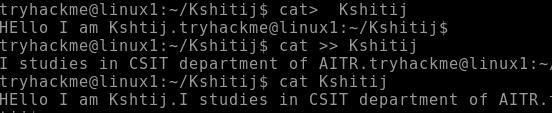 tryhackme@linux1:~/Kshitij$ cat>  Kshitij
HEllo I am Kshtij.tryhackme@linux1:~/Kshitij$
tryhackme@linux1:~/Kshitij$ cat >> Kshitij
I studies in CSIT department of AITR.tryhackme@linux1:~/
tryhackme@linux1:~/Kshitij$ cat Kshitij
HEllo I am Kshtij.I studies in CSIT department of AITR.